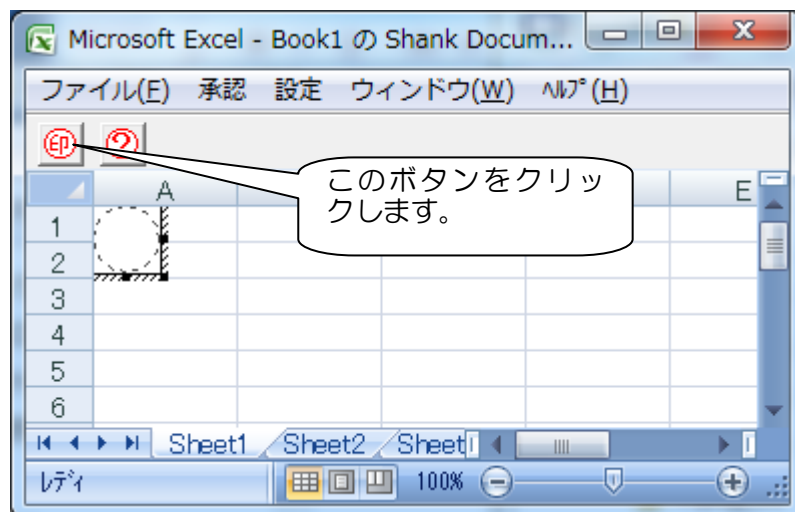 Microsoft Excel - Book1 の Shank Docum...
ファイル(F) 承認 設定 ウィンドウ(W) ﾍﾙﾌﾟ(H)
印 ?
このボタンをクリッ
クします。
A E
1
2
3
4
5
6
Sheet1 Sheet2 Sheet
ﾚﾃﾞｨ 100%